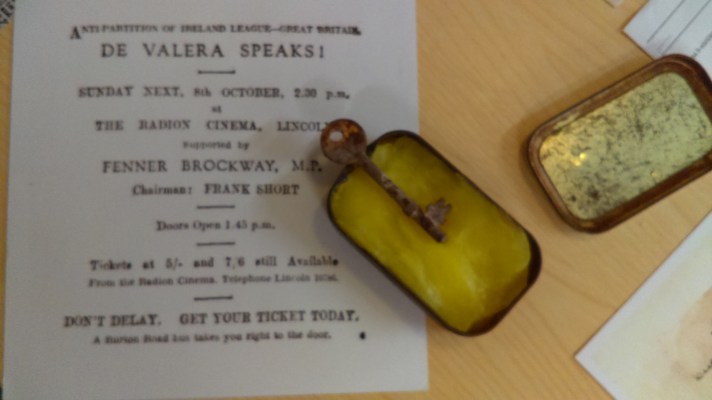 ANTI-PARTITION OF IRELAND LEAGUE—GREAT BRITAIN.
DE VALERA SPEAKS!
SUNDAY NEXT, 8th OCTOBER, 2.30 p.m.
at
THE RADION CINEMA, LINCOLN
Supported by
FENNER BROCKWAY, M.P.
Chairman: FRANK SHORT
Doors Open 1.45 p.m.
Tickets at 5/- and 7/6 still Available
From the Radion Cinema. Telephone Lincoln
DON'T DELAY. GET YOUR TICKET TODAY.
A Burton Road bus takes you right to the door.